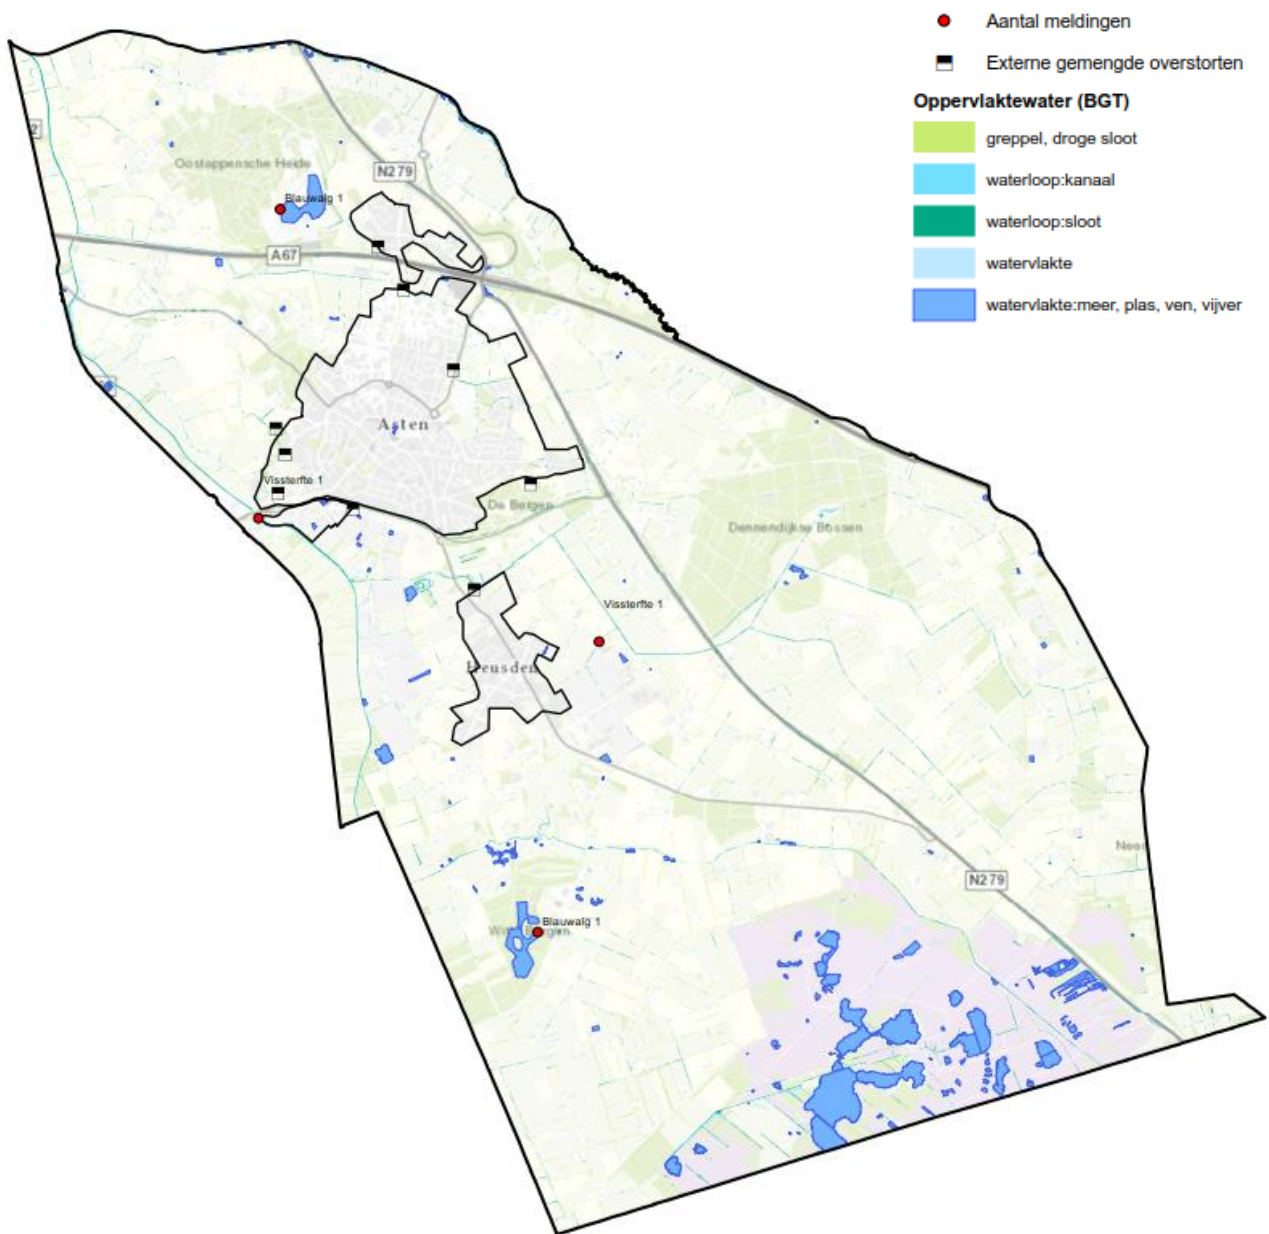 Aantal meldingen
Externe gemengde overstorten
Oppervlaktewater (BGT)
greppel, droge sloot
waterloop:kanaal
waterloop:sloot
watervlakte
watervlakte:meer, plas, ven, vijver
Oostappensche Heide
N279
Blauwalg 1
A67
Asten
Vissterfte 1
De Bergen
Dennendijkse Bossen
Vissterfte 1
Heusden
N279
Blauwalg 1